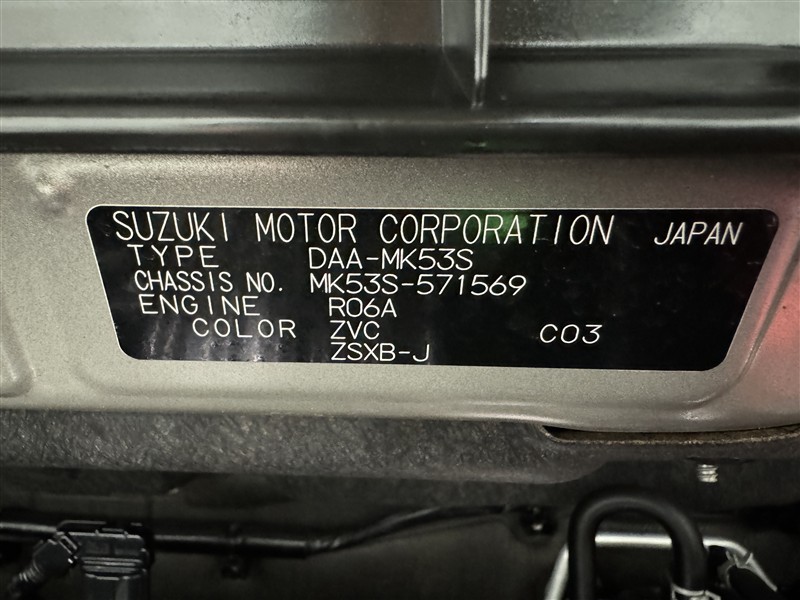 SUZUKI MOTOR CORPORATION JAPAN
TYPE DAA-MK53S
CHASSIS NO. MK53S-571569
ENGINE R06A
COLOR ZVC C03
ZSXB-J